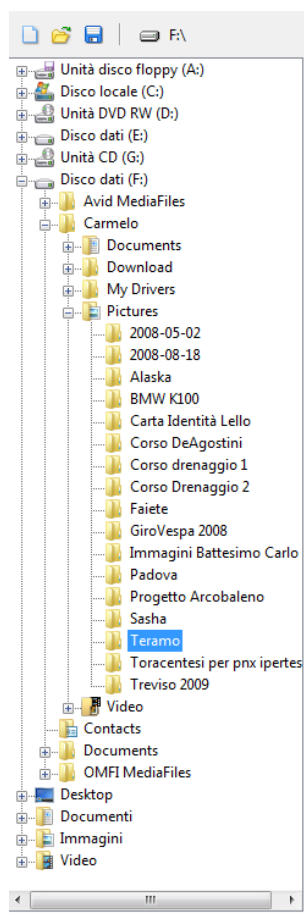 F:\
Unità disco floppy (A:)
Disco locale (C:)
Unità DVD RW (D:)
Disco dati (E:)
Unità CD (G:)
Disco dati (F:)
Avid MediaFiles
Carmelo
Documents
Download
My Drivers
Pictures
2008-05-02
2008-08-18
Alaska
BMW K100
Carta Identità Lello
Corso DeAgostini
Corso drenaggio 1
Corso Drenaggio 2
Faiete
GiroVespa 2008
Immagini Battesimo Carlo
Padova
Progetto Arcobaleno
Sasha
Teramo
Toracentesi per pnx ipertes
Treviso 2009
Video
Contacts
Documents
OMFI MediaFiles
Desktop
Documenti
Immagini
Video